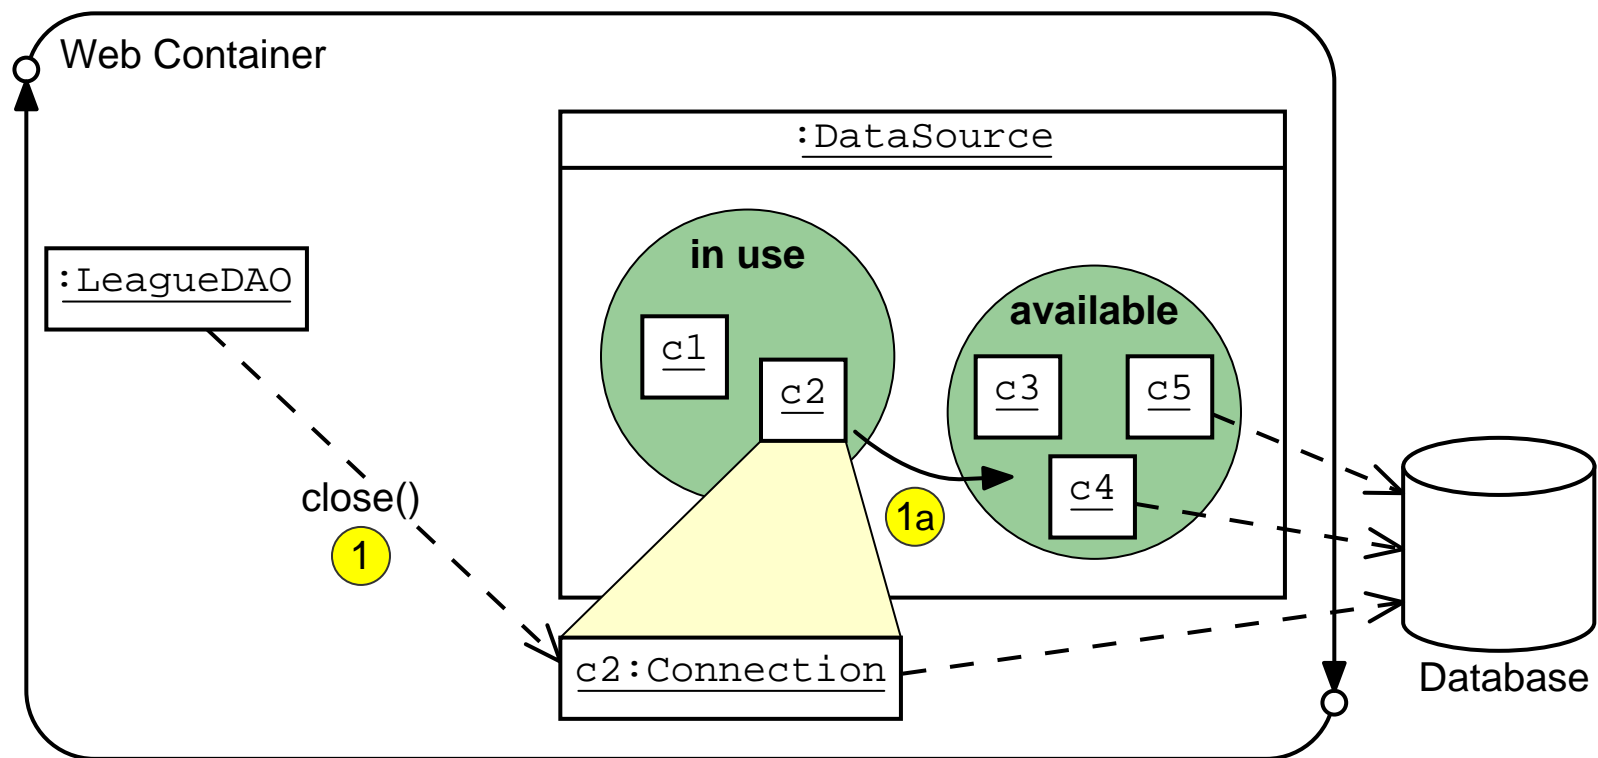 Web Container
:DataSource
in use
:LeagueDAO
available
c1
c2
c3
c5
c4
close()
1a
1
c2:Connection
Database